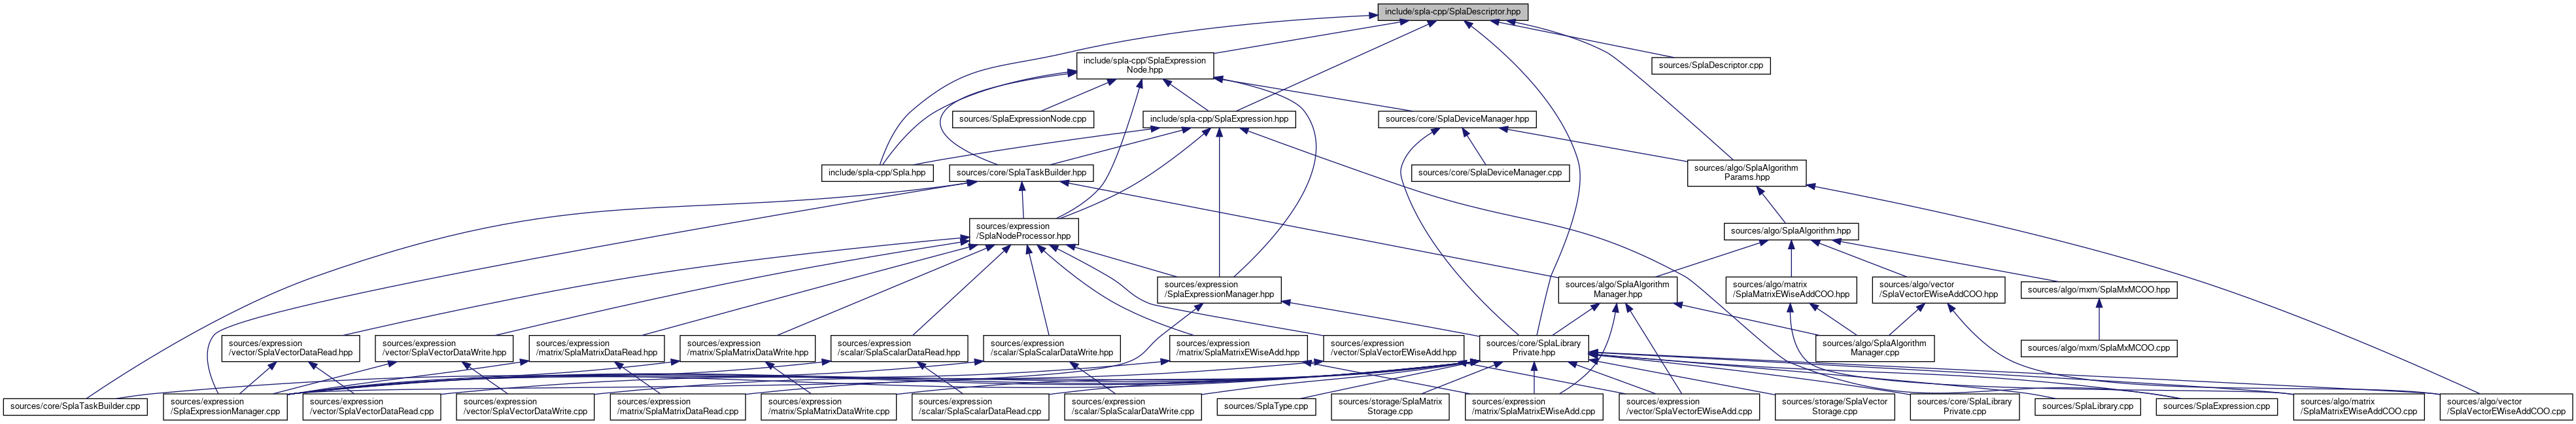 include/spla-cpp/SplaDescriptor.hpp
include/spla-cpp/SplaExpression
Node.hpp
sources/SplaDescriptor.cpp
sources/SplaExpressionNode.cpp
include/spla-cpp/SplaExpression.hpp
sources/core/SplaDeviceManager.hpp
include/spla-cpp/Spla.hpp
sources/core/SplaTaskBuilder.hpp
sources/core/SplaDeviceManager.cpp
sources/algo/SplaAlgorithm
Params.hpp
sources/expression
/SplaNodeProcessor.hpp
sources/algo/SplaAlgorithm.hpp
sources/expression
/SplaExpressionManager.hpp
sources/algo/SplaAlgorithm
Manager.hpp
sources/algo/matrix
/SplaMatrixEWiseAddCOO.hpp
sources/algo/vector
/SplaVectorEWiseAddCOO.hpp
sources/algo/mxm/SplaMxMCOO.hpp
sources/expression
/vector/SplaVectorDataRead.hpp
sources/expression
/vector/SplaVectorDataWrite.hpp
sources/expression
/matrix/SplaMatrixDataRead.hpp
sources/expression
/matrix/SplaMatrixDataWrite.hpp
sources/expression
/scalar/SplaScalarDataRead.hpp
sources/expression
/scalar/SplaScalarDataWrite.hpp
sources/expression
/matrix/SplaMatrixEWiseAdd.hpp
sources/expression
/vector/SplaVectorEWiseAdd.hpp
sources/core/SplaLibrary
Private.hpp
sources/algo/SplaAlgorithm
Manager.cpp
sources/algo/mxm/SplaMxMCOO.cpp
sources/core/SplaTaskBuilder.cpp
sources/expression
/SplaExpressionManager.cpp
sources/expression
/vector/SplaVectorDataRead.cpp
sources/expression
/vector/SplaVectorDataWrite.cpp
sources/expression
/matrix/SplaMatrixDataRead.cpp
sources/expression
/matrix/SplaMatrixDataWrite.cpp
sources/expression
/scalar/SplaScalarDataRead.cpp
sources/expression
/scalar/SplaScalarDataWrite.cpp
sources/SplaType.cpp
sources/storage/SplaMatrix
Storage.cpp
sources/expression
/matrix/SplaMatrixEWiseAdd.cpp
sources/expression
/vector/SplaVectorEWiseAdd.cpp
sources/storage/SplaVector
Storage.cpp
sources/core/SplaLibrary
Private.cpp
sources/SplaLibrary.cpp
sources/SplaExpression.cpp
sources/algo/matrix
/SplaMatrixEWiseAddCOO.cpp
sources/algo/vector
/SplaVectorEWiseAddCOO.cpp